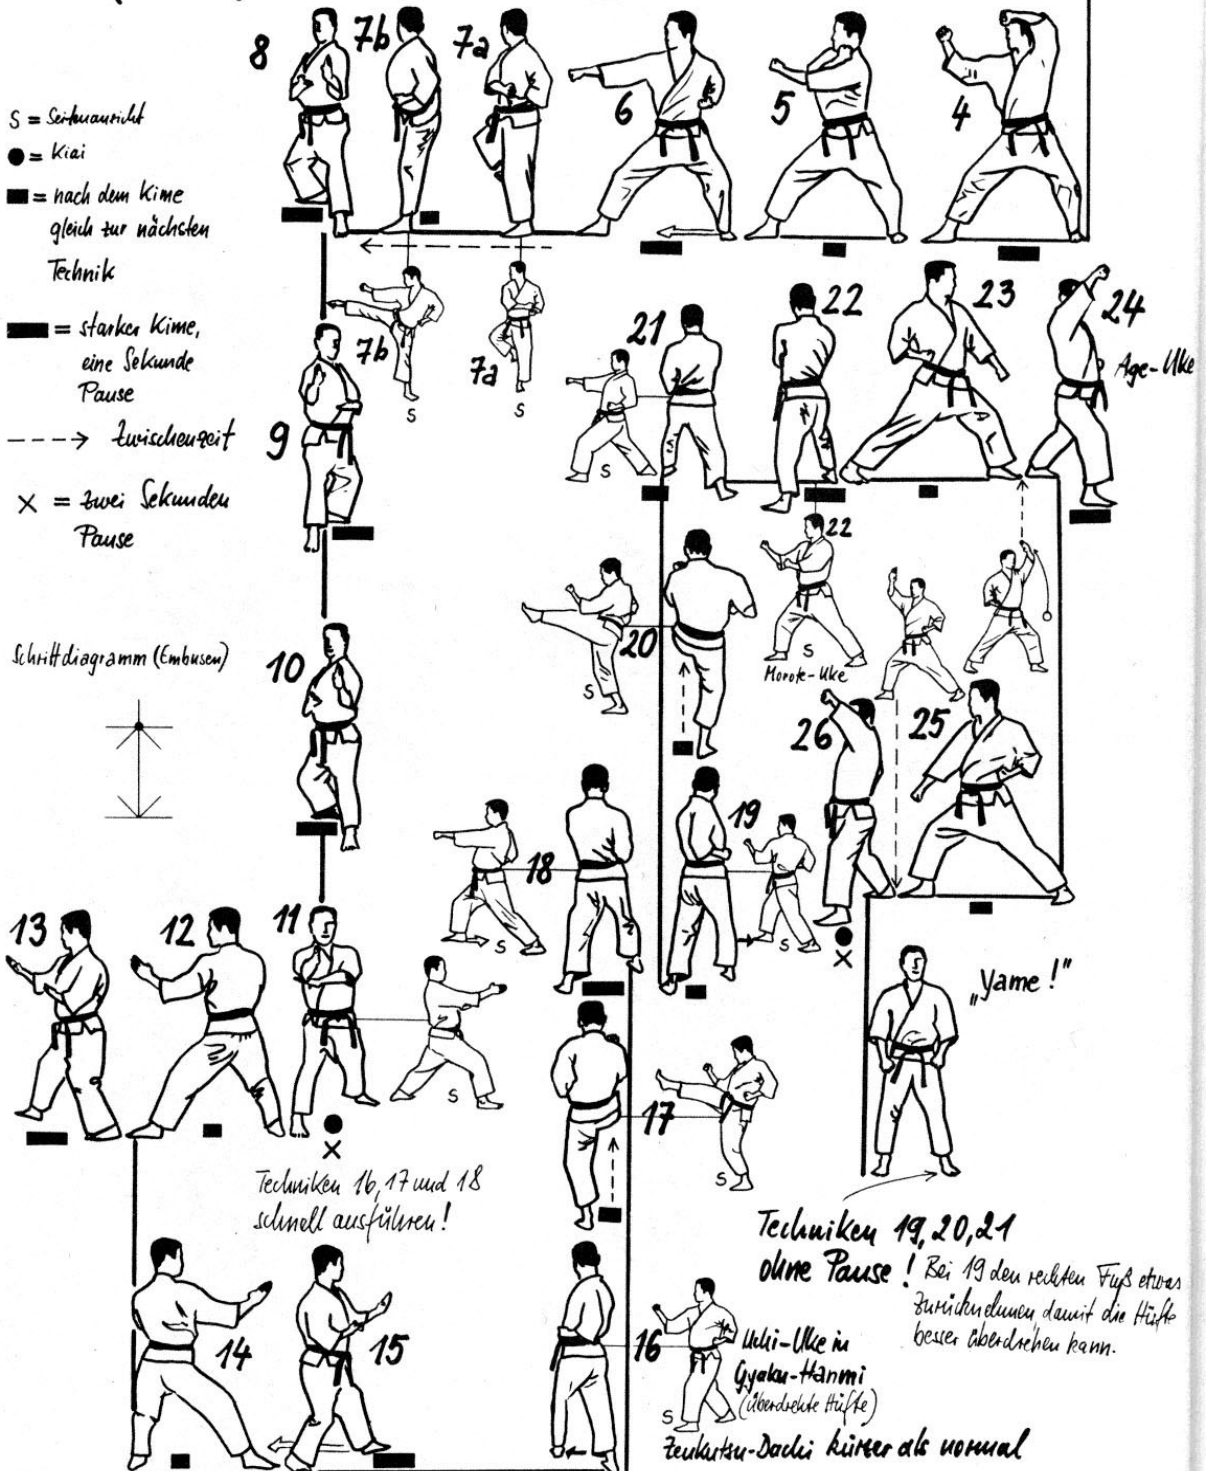 8
7b
7a
6
5
4
S = Seitenansicht
● = Kiai
■ = nach dem Kime
gleich zur nächsten
Technik
■ = starker Kime,
eine Sekunde
Pause
---> Zwischenzeit
× = zwei Sekunden
Pause
7b
7a
S
S
9
21
22
23
24
Age-Uke
S
22
20
S
S
Morote-Uke
Schrittdiagramm (Embusen)
10
26
25
18
19
S
S
×
13
12
11
S
"Yame!"
×
17
S
Techniken 16, 17 und 18
schnell ausführen!
Techniken 19, 20, 21
ohne Pause! Bei 19 den rechten Fuß etwas
zurücknehmen, damit die Hüfte
besser überdrehen kann.
14
15
16
Uchi-Uke in
Gyaku-Hanmi
(überdrehte Hüfte)
S
Zenkutsu-Dachi kürzer als normal